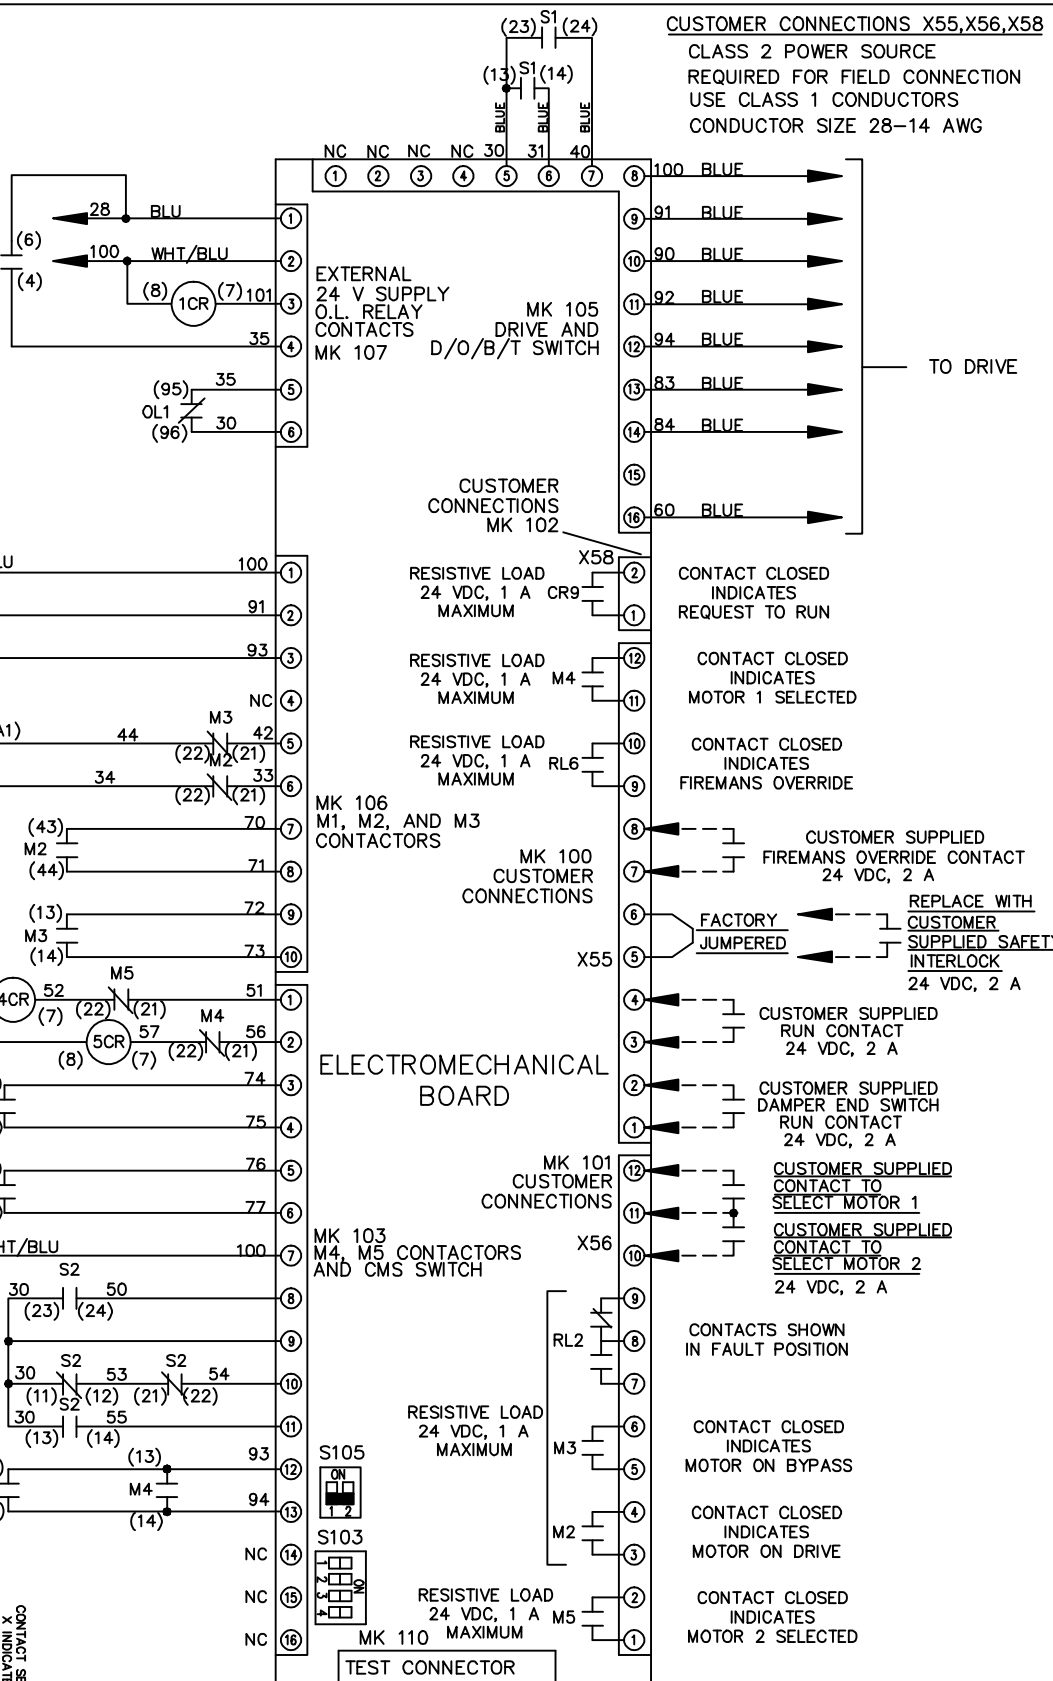 (23) S1 (24)
(13) S1 (14)
BLUE BLUE BLUE
CUSTOMER CONNECTIONS X55,X56,X58
CLASS 2 POWER SOURCE
REQUIRED FOR FIELD CONNECTION
USE CLASS 1 CONDUCTORS
CONDUCTOR SIZE 28-14 AWG
NC NC NC NC 30 31 40
1 2 3 4 5 6 7
8 100 BLUE
9 91 BLUE
10 90 BLUE
11 92 BLUE
12 94 BLUE
13 83 BLUE
14 84 BLUE
15
16 60 BLUE
TO DRIVE
28 BLU 1
(6)
(4)
100 WHT/BLU 2
(8) 1CR (7) 101 3
35 4
(95) 35 5
OL1
(96) 30 6
EXTERNAL
24 V SUPPLY
O.L. RELAY
CONTACTS
MK 107
MK 105
DRIVE AND
D/O/B/T SWITCH
CUSTOMER
CONNECTIONS
MK 102
LU 100 1
91 2
93 3
NC 4
A1) 44 M3 (22) (21) 42 5
34 M2 (22) (21) 33 6
(43) 70 7
M2
(44) 71 8
(13) 72 9
M3
(14) 73 10
MK 106
M1, M2, AND M3
CONTACTORS
X58
RESISTIVE LOAD
24 VDC, 1 A CR9
MAXIMUM
2
1
CONTACT CLOSED
INDICATES
REQUEST TO RUN
RESISTIVE LOAD
24 VDC, 1 A M4
MAXIMUM
12
11
CONTACT CLOSED
INDICATES
MOTOR 1 SELECTED
RESISTIVE LOAD
24 VDC, 1 A RL6
MAXIMUM
10
9
CONTACT CLOSED
INDICATES
FIREMANS OVERRIDE
MK 100
CUSTOMER
CONNECTIONS
X55
8
7
CUSTOMER SUPPLIED
FIREMANS OVERRIDE CONTACT
24 VDC, 2 A
6
5
FACTORY
JUMPERED
REPLACE WITH
CUSTOMER
SUPPLIED SAFETY
INTERLOCK
24 VDC, 2 A
4
3
CUSTOMER SUPPLIED
RUN CONTACT
24 VDC, 2 A
2
1
CUSTOMER SUPPLIED
DAMPER END SWITCH
RUN CONTACT
24 VDC, 2 A
4CR 52 (7) M5 (22) (21) 51 1
(8) 5CR 57 (7) M4 (22) (21) 56 2
74 3
75 4
76 5
77 6
HT/BLU 100 7
30 S2 50 8
(23) (24)
9
30 S2 53 S2 54 10
(11) (12) (21) (22)
30 S2 55 11
(13) (14)
(13) 93 12
M4
(14) 94 13
NC 14
NC 15
NC 16
ELECTROMECHANICAL
BOARD
MK 103
M4, M5 CONTACTORS
AND CMS SWITCH
MK 101
CUSTOMER
CONNECTIONS
X56
12
11
10
CUSTOMER SUPPLIED
CONTACT TO
SELECT MOTOR 1
CUSTOMER SUPPLIED
CONTACT TO
SELECT MOTOR 2
24 VDC, 2 A
RL2
9
8
7
CONTACTS SHOWN
IN FAULT POSITION
RESISTIVE LOAD
24 VDC, 1 A
MAXIMUM
M3
6
5
CONTACT CLOSED
INDICATES
MOTOR ON BYPASS
M2
4
3
CONTACT CLOSED
INDICATES
MOTOR ON DRIVE
RESISTIVE LOAD
24 VDC, 1 A M5
MAXIMUM
2
1
CONTACT CLOSED
INDICATES
MOTOR 2 SELECTED
S105
ON
1 2
S103
1
2
3
4
ON
MK 110
TEST CONNECTOR
CONTACT SE
X INDICATE